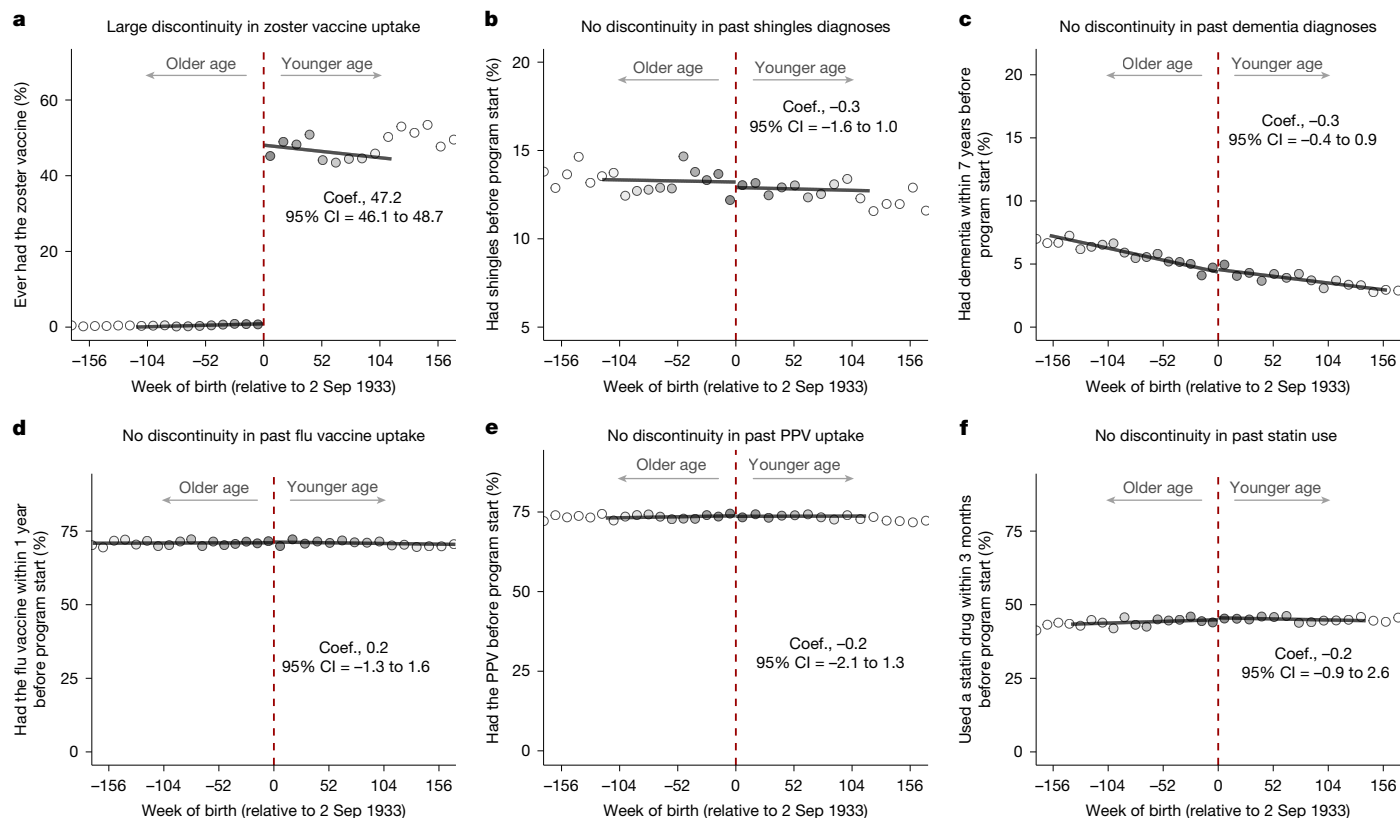 a
Large discontinuity in zoster vaccine uptake
Older age
Younger age
Ever had the zoster vaccine (%)
60
40
20
0
Coef., 47.2
95% CI = 46.1 to 48.7
−156 −104 −52 0 52 104 156
Week of birth (relative to 2 Sep 1933)
b
No discontinuity in past shingles diagnoses
Older age
Younger age
Had shingles before program start (%)
20
15
10
5
Coef., −0.3
95% CI = −1.6 to 1.0
−156 −104 −52 0 52 104 156
Week of birth (relative to 2 Sep 1933)
c
No discontinuity in past dementia diagnoses
Older age
Younger age
Had dementia within 7 years before
program start (%)
20
15
10
5
0
Coef., −0.3
95% CI = −0.4 to 0.9
−156 −104 −52 0 52 104 156
Week of birth (relative to 2 Sep 1933)
d
No discontinuity in past flu vaccine uptake
Older age
Younger age
Had the flu vaccine within 1 year
before program start (%)
75
50
25
0
Coef., 0.2
95% CI = −1.3 to 1.6
−156 −104 −52 0 52 104 156
Week of birth (relative to 2 Sep 1933)
e
No discontinuity in past PPV uptake
Older age
Younger age
Had the PPV before program start (%)
75
50
25
0
Coef., −0.2
95% CI = −2.1 to 1.3
−156 −104 −52 0 52 104 156
Week of birth (relative to 2 Sep 1933)
f
No discontinuity in past statin use
Older age
Younger age
Used a statin drug within 3 months
before program start (%)
75
50
25
0
Coef., −0.2
95% CI = −0.9 to 2.6
−156 −104 −52 0 52 104 156
Week of birth (relative to 2 Sep 1933)